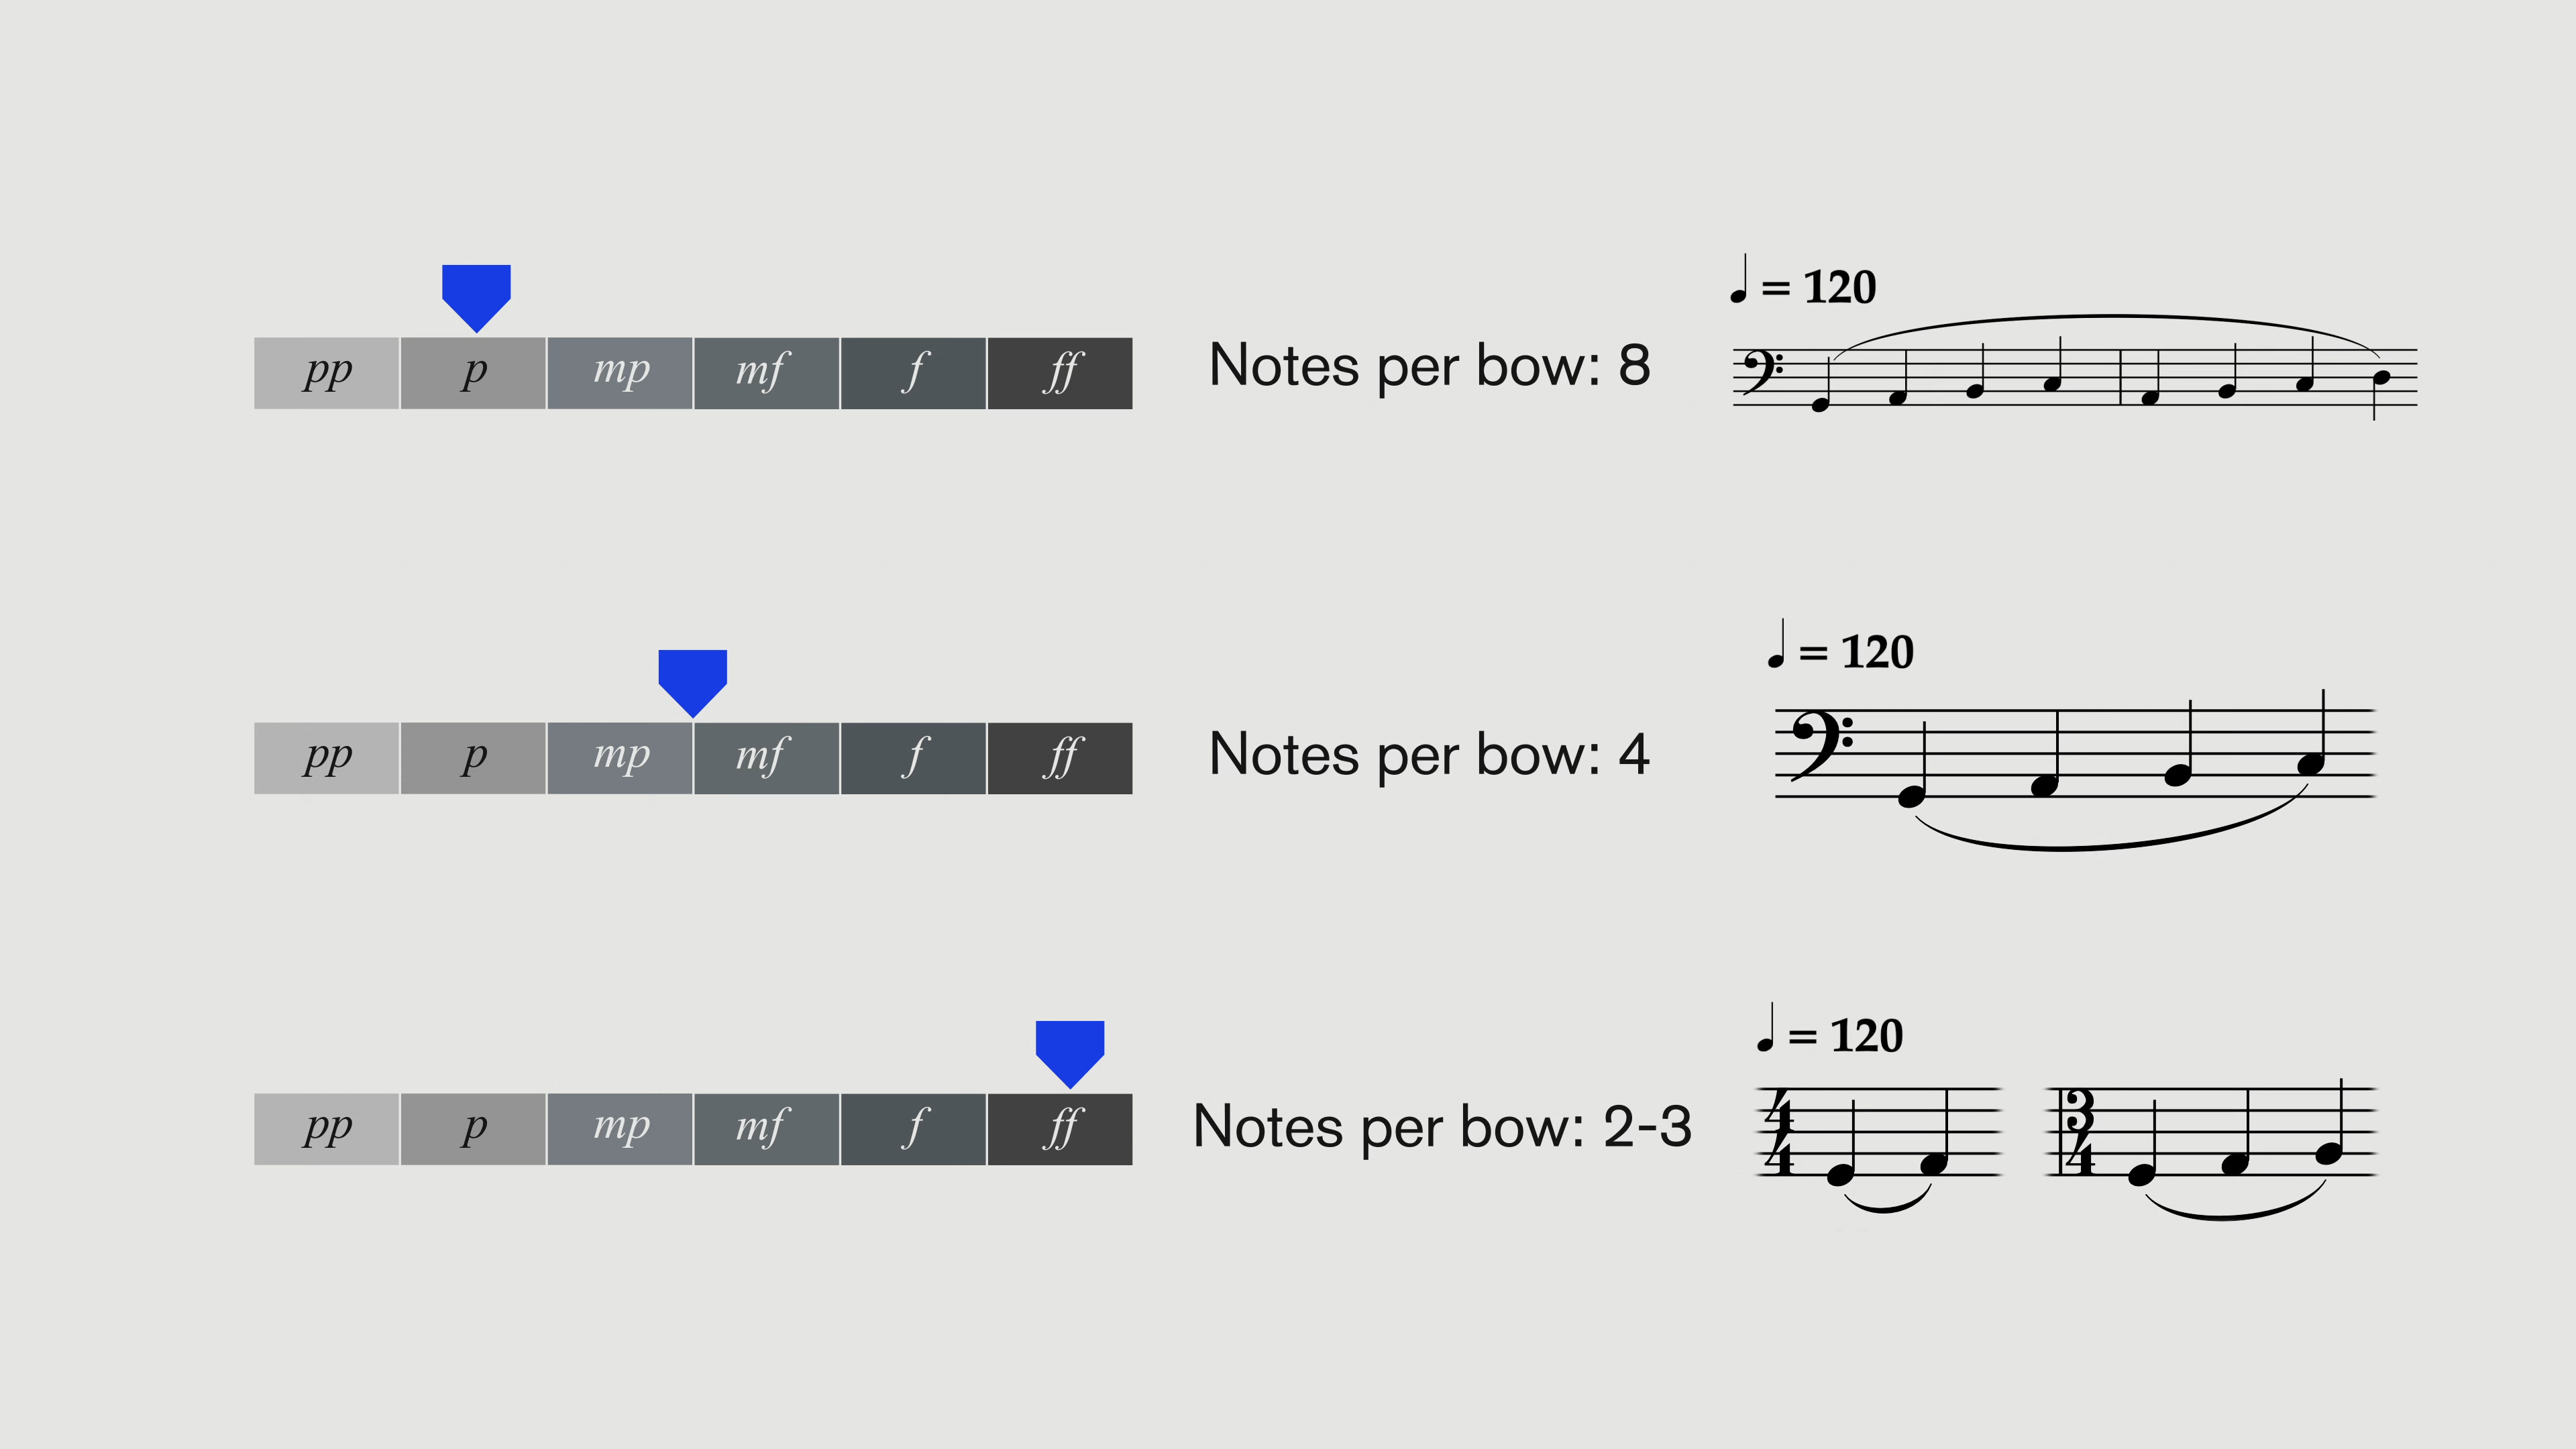 ♩ = 120
pp p mp mf f ff Notes per bow: 8
♩ = 120
pp p mp mf f ff Notes per bow: 4
♩ = 120
pp p mp mf f ff Notes per bow: 2-3
4 3
4 4